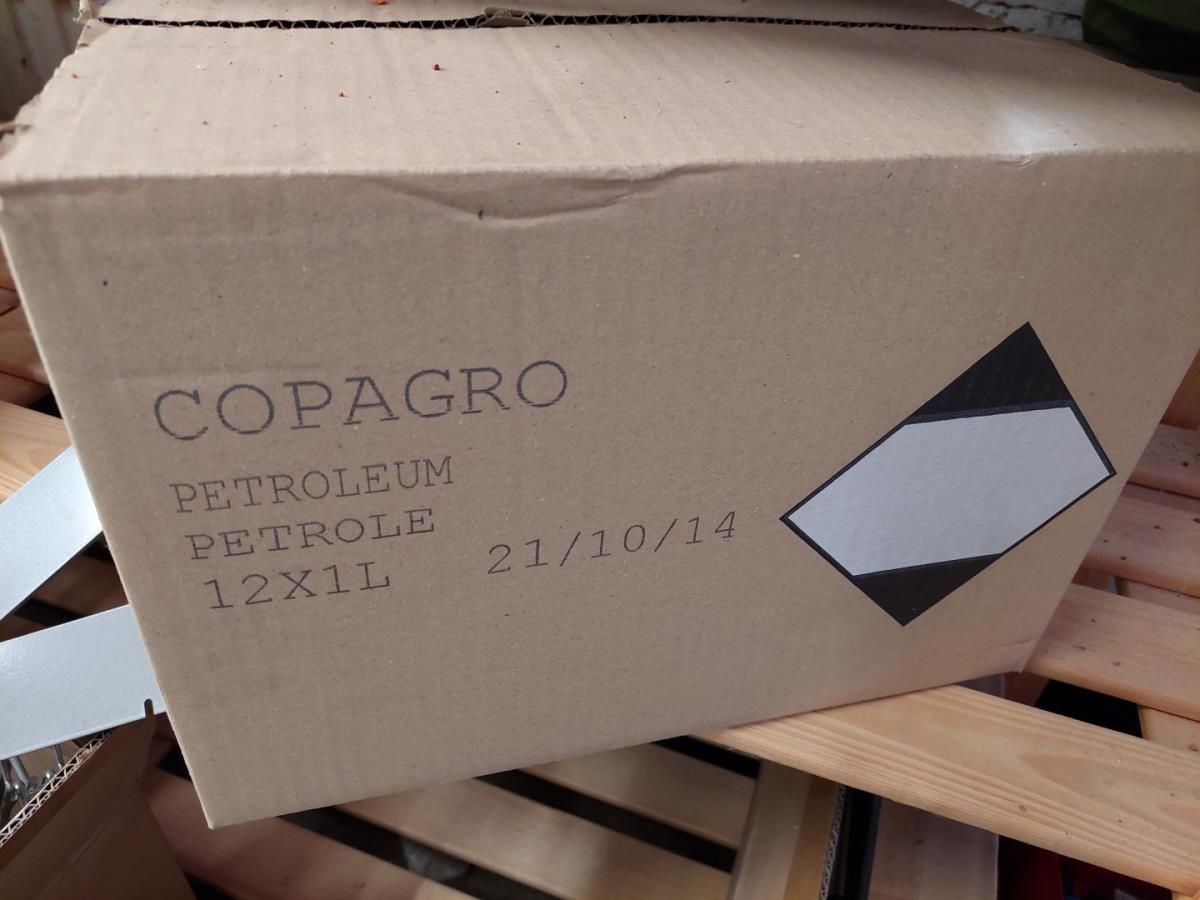 COPAGRO
PETROLEUM
PETROLE
12X1L 21/10/14